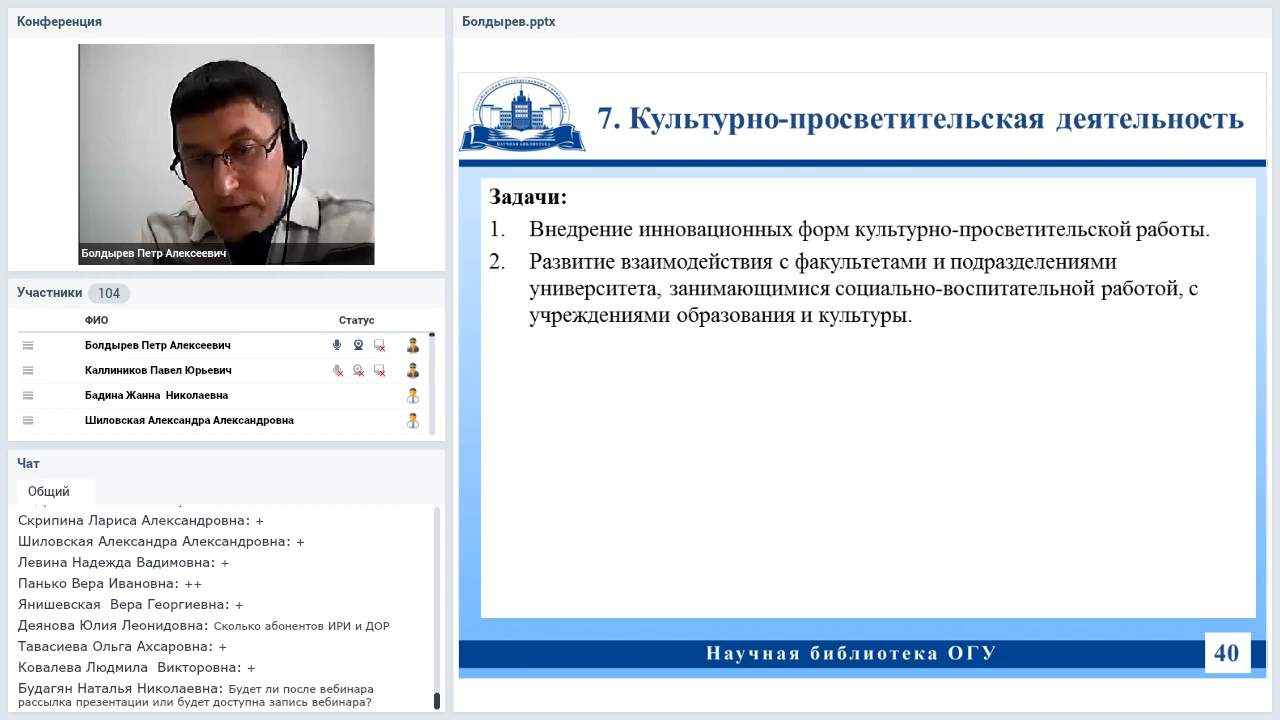 Конференция
Болдырев Петр Алексеевич
Участники 104
ФИО Статус
Болдырев Петр Алексеевич
Каллиников Павел Юрьевич
Бадина Жанна Николаевна
Шиловская Александра Александровна
Чат
Общий
Скрипина Лариса Александровна: +
Шиловская Александра Александровна: +
Левина Надежда Вадимовна: +
Панько Вера Ивановна: ++
Янишевская Вера Георгиевна: +
Деянова Юлия Леонидовна: Сколько абонентов ИРИ и ДОР
Тавасиева Ольга Ахсаровна: +
Ковалева Людмила Викторовна: +
Будагян Наталья Николаевна: Будет ли после вебинара
рассылка презентации или будет доступна запись вебинара?
Болдырев.pptx
НАУЧНАЯ БИБЛИОТЕКА
7. Культурно-просветительская деятельность
Задачи:
1. Внедрение инновационных форм культурно-просветительской работы.
2. Развитие взаимодействия с факультетами и подразделениями
университета, занимающимися социально-воспитательной работой, с
учреждениями образования и культуры.
Научная библиотека ОГУ
40